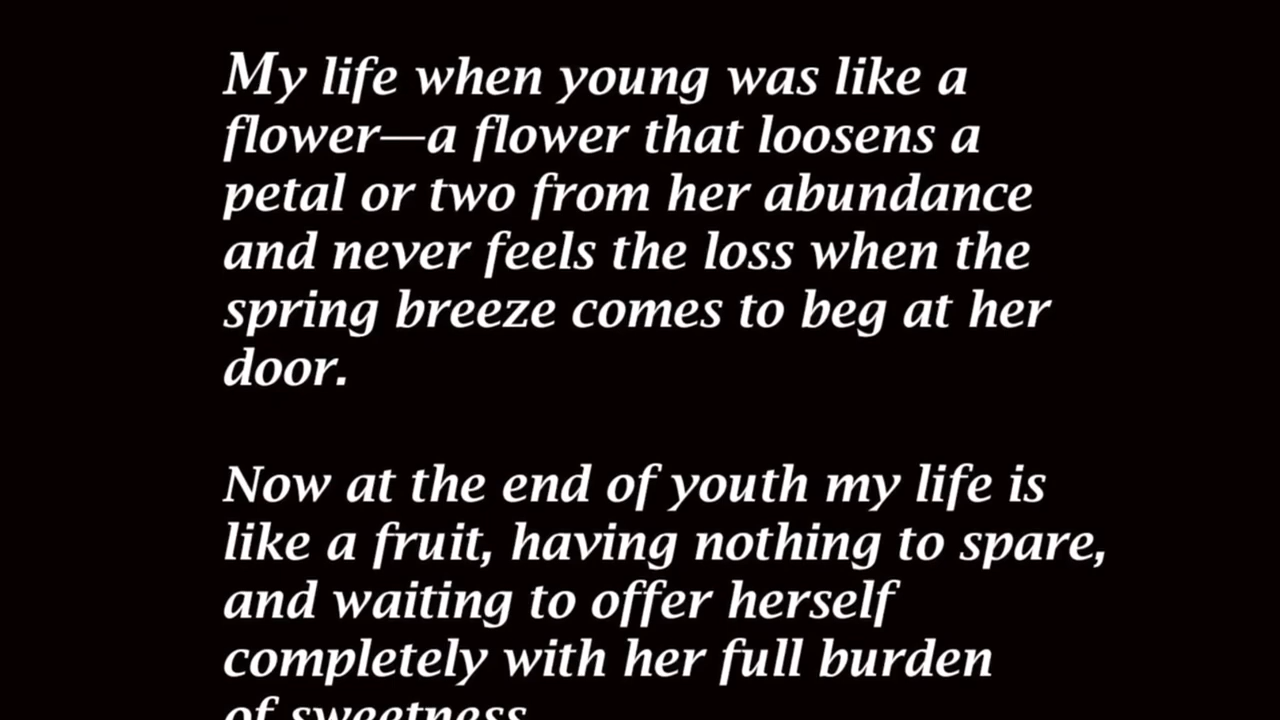 My life when young was like a
flower—a flower that loosens a
petal or two from her abundance
and never feels the loss when the
spring breeze comes to beg at her
door.
Now at the end of youth my life is
like a fruit, having nothing to spare,
and waiting to offer herself
completely with her full burden
of sweetness